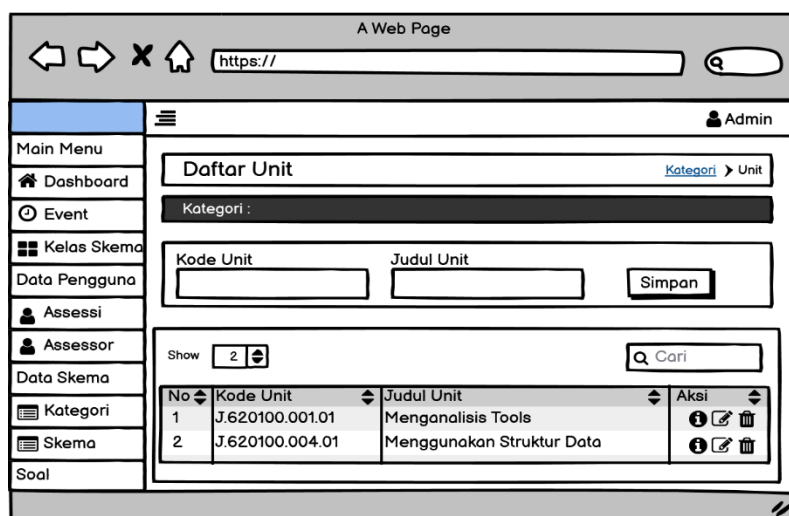 A Web Page
https://
Admin
Main Menu
Dashboard
Event
Kelas Skema
Data Pengguna
Assessi
Assessor
Data Skema
Kategori
Skema
Soal
Daftar Unit
Kategori > Unit
Kategori :
Kode Unit Judul Unit
Simpan
Show 2 Cari
No Kode Unit Judul Unit Aksi
1 J.620100.001.01 Menganalisis Tools
2 J.620100.004.01 Menggunakan Struktur Data